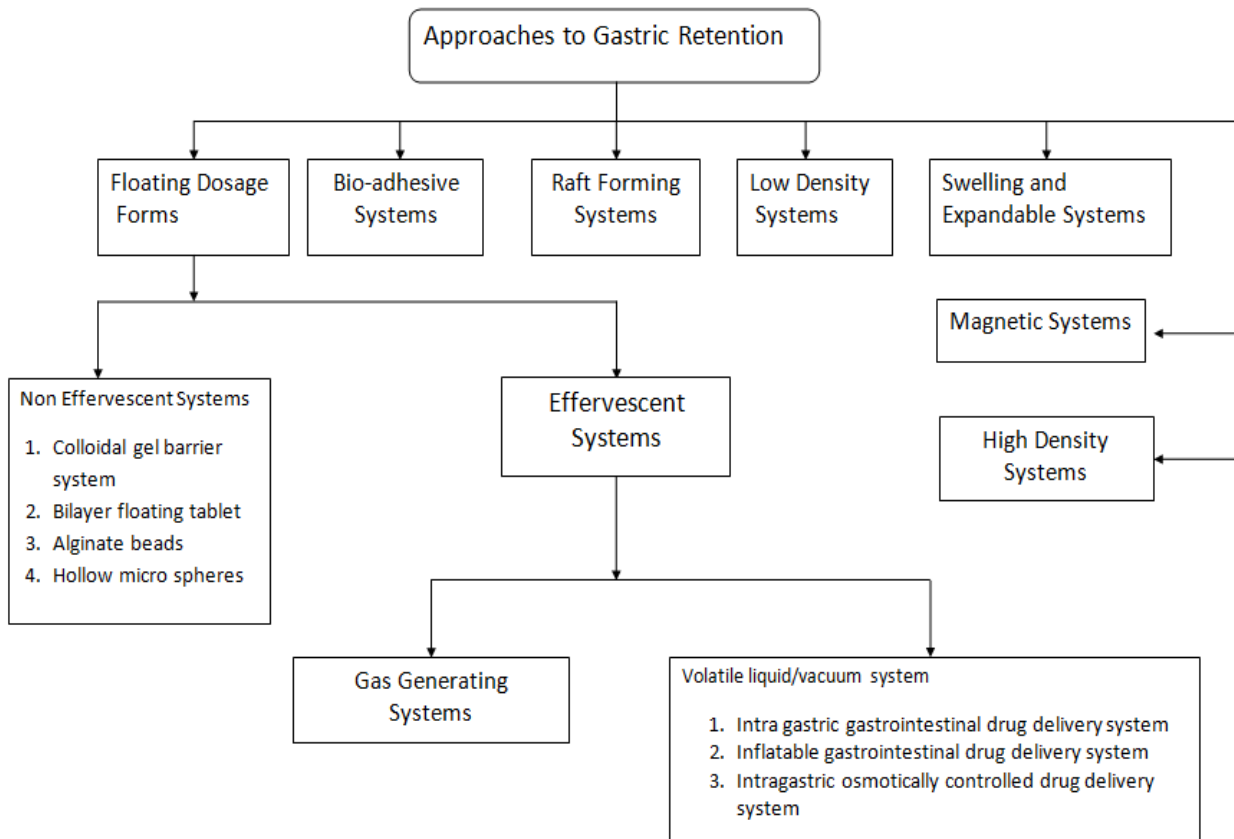 Approaches to Gastric Retention
Floating Dosage
Forms
Bio-adhesive
Systems
Raft Forming
Systems
Low Density
Systems
Swelling and
Expandable Systems
Magnetic Systems
High Density
Systems
Non Effervescent Systems
1. Colloidal gel barrier
system
2. Bilayer floating tablet
3. Alginate beads
4. Hollow micro spheres
Effervescent
Systems
Gas Generating
Systems
Volatile liquid/vacuum system
1. Intra gastric gastrointestinal drug delivery system
2. Inflatable gastrointestinal drug delivery system
3. Intragastric osmotically controlled drug delivery
system